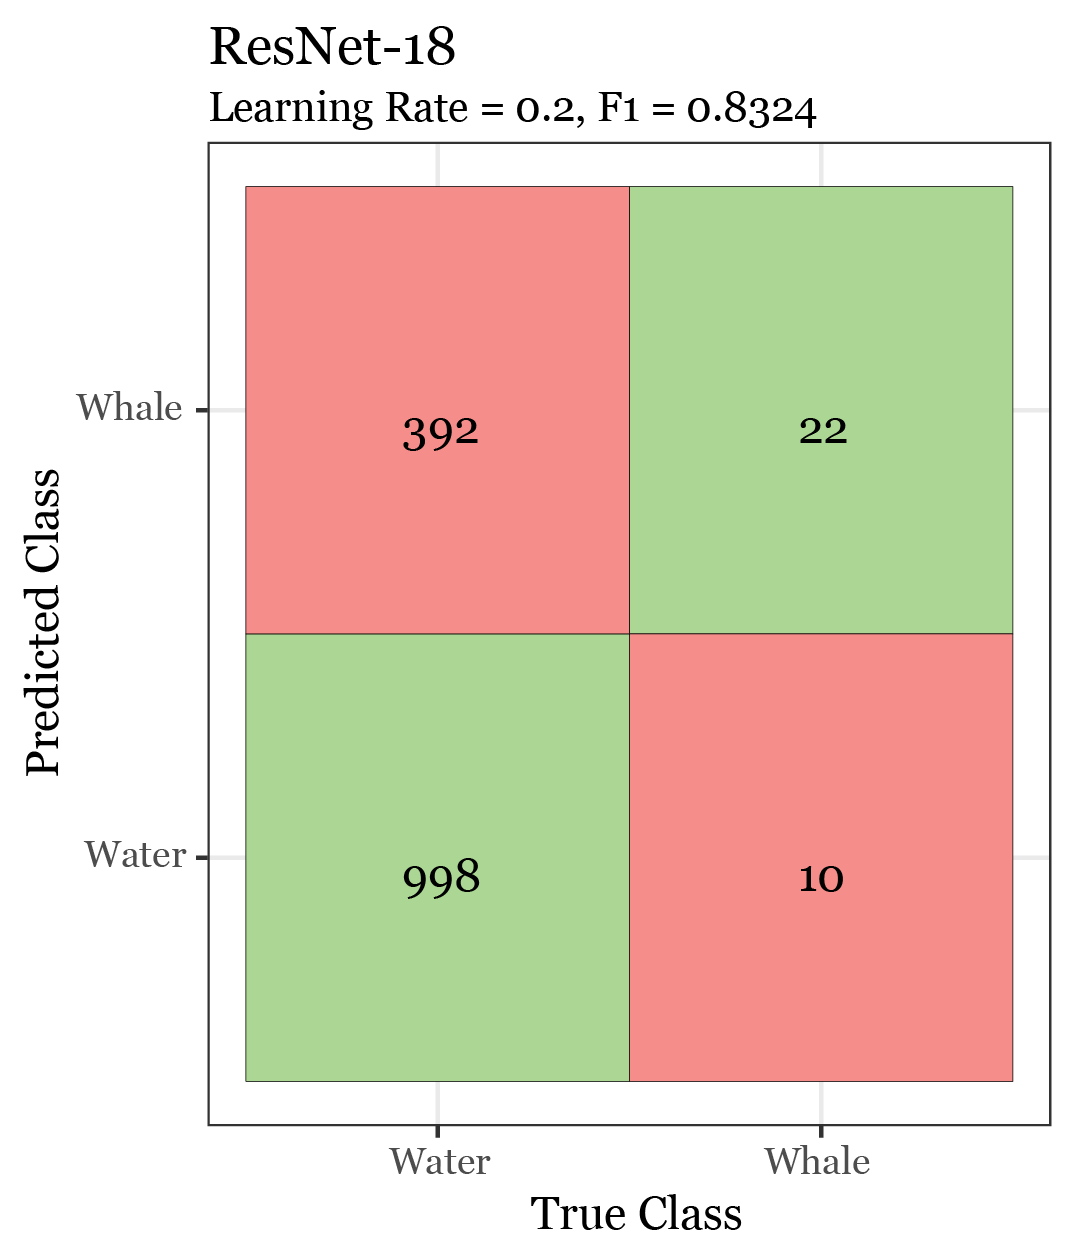 ResNet-18
Learning Rate = 0.2, F1 = 0.8324
Predicted Class
Whale
392
22
Water
998
10
Water
Whale
True Class